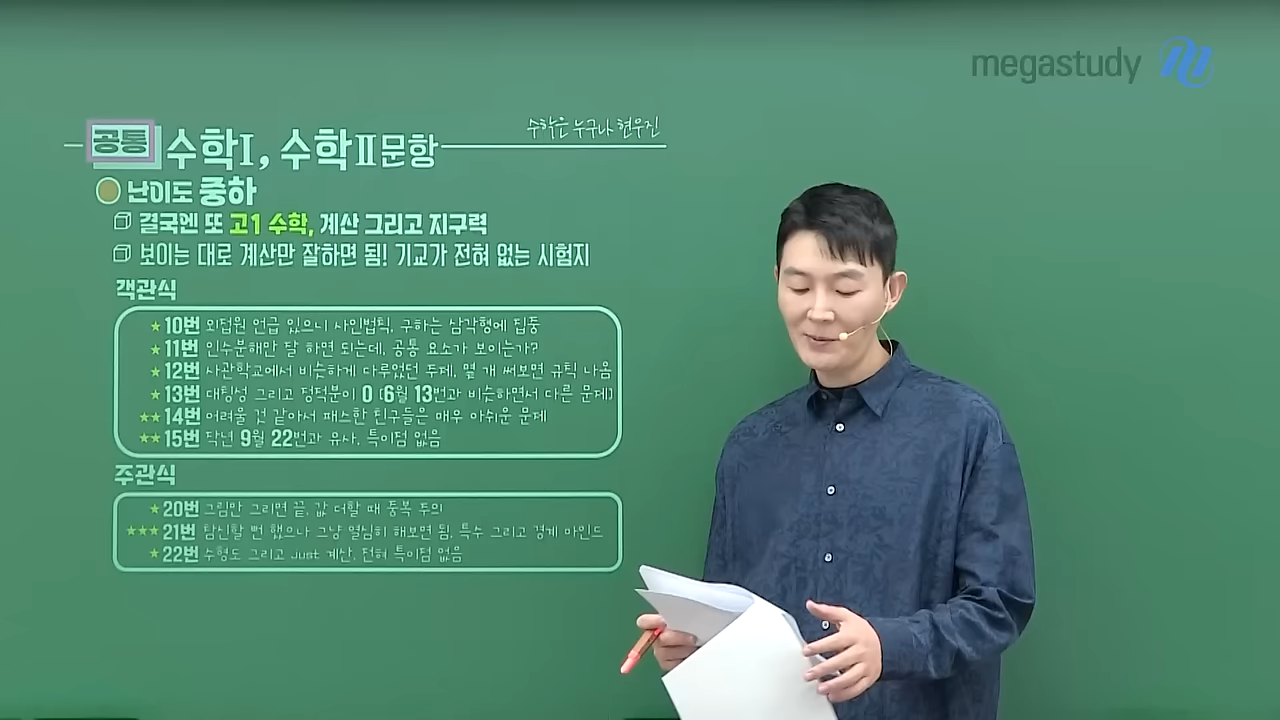 megastudy
수학은 누구나 현우진
공통 수학I, 수학II문항
난이도 중하
결국엔 또 고1 수학, 계산 그리고 지구력
보이는 대로 계산만 잘하면 됨! 기교가 전혀 없는 시험지
객관식
★10번 외접원 언급 있으니 사인법칙, 구하는 삼각형에 집중
★11번 인수분해만 달 하면 되는데, 공통 요소가 보이는가?
★12번 사관학교에서 비슷하게 다루었던 주제, 몇 개 써보면 규칙 나옴
★13번 대칭성 그리고 정적분이 0 (6월 13번과 비슷하면서 다른 문제)
★★14번 어려울 것 같아서 패스한 친구들은 매우 아쉬운 문제
★★15번 작년 9월 22번과 유사, 특이점 없음
주관식
★20번 그림만 그리면 끝, 값 더할 때 중복 주의
★★★21번 참신할 뻔 했으나 그냥 열심히 해보면 됨, 특수 그리고 경계 마인드
★22번 수형도 그리고 Just 계산, 전혀 특이점 없음